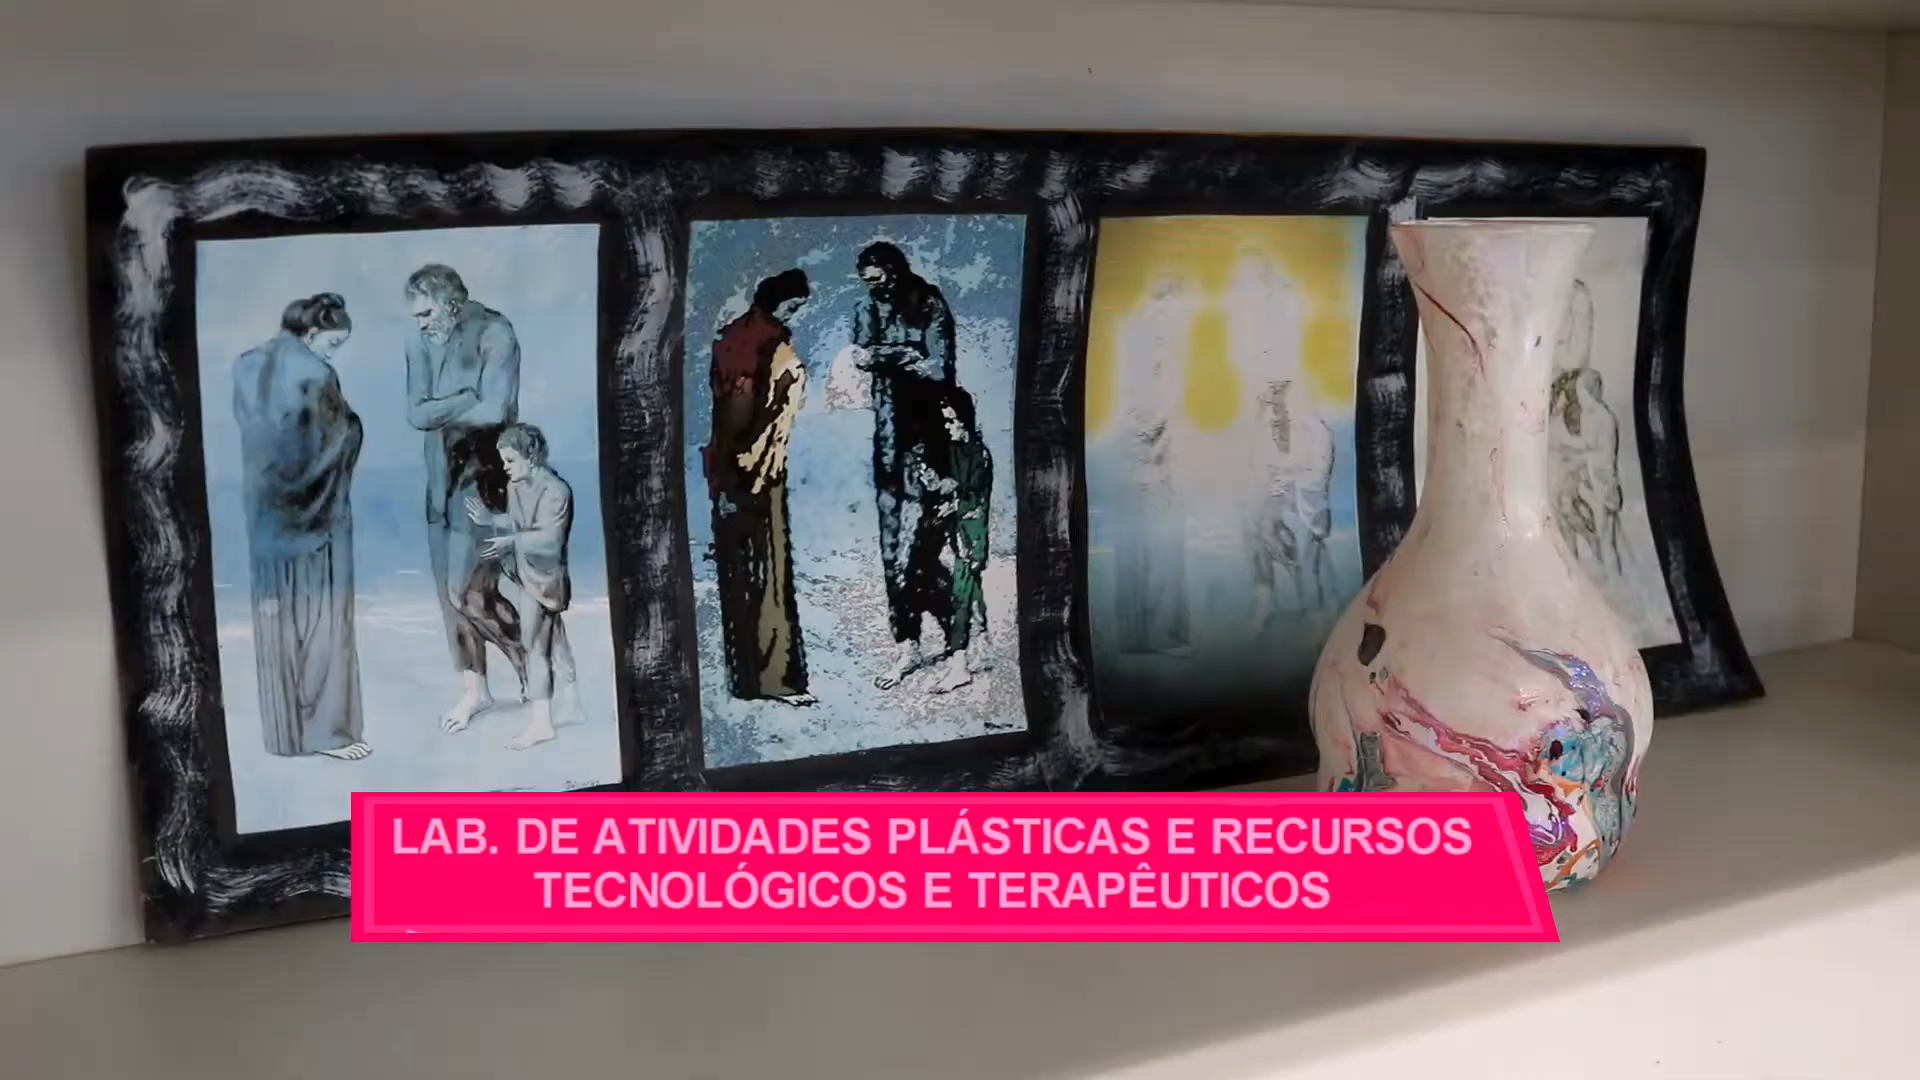 LAB. DE ATIVIDADES PLÁSTICAS E RECURSOS
TECNOLÓGICOS E TERAPÊUTICOS